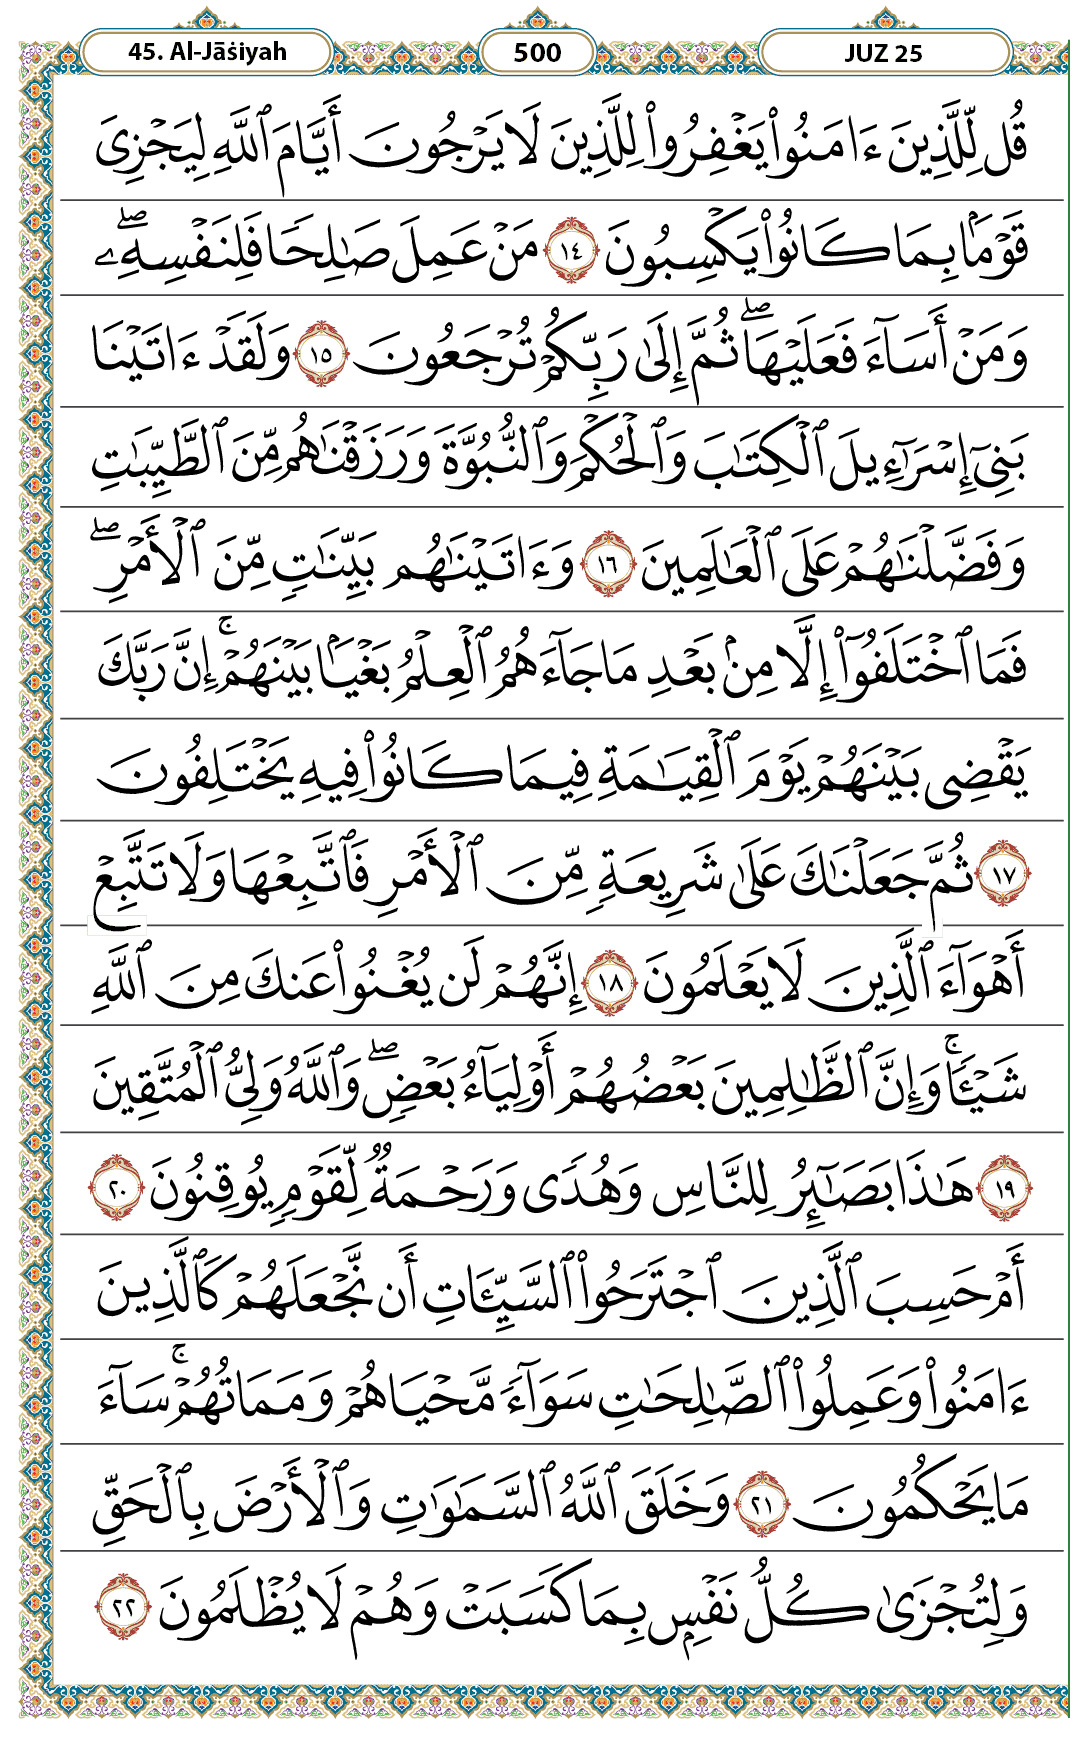 45. Al-Jāṡiyah 500 JUZ 25
قُل لِّلَّذِينَ ءَامَنُواْ يَغۡفِرُواْ لِلَّذِينَ لَا يَرۡجُونَ أَيَّامَ ٱللَّهِ لِيَجۡزِيَ
قَوۡمَۢا بِمَا كَانُواْ يَكۡسِبُونَ ١٤ مَنۡ عَمِلَ صَٰلِحٗا فَلِنَفۡسِهِۦۖ
وَمَنۡ أَسَآءَ فَعَلَيۡهَاۖ ثُمَّ إِلَىٰ رَبِّكُمۡ تُرۡجَعُونَ ١٥ وَلَقَدۡ ءَاتَيۡنَا
بَنِيٓ إِسۡرَٰٓءِيلَ ٱلۡكِتَٰبَ وَٱلۡحُكۡمَ وَٱلنُّبُوَّةَ وَرَزَقۡنَٰهُم مِّنَ ٱلطَّيِّبَٰتِ
وَفَضَّلۡنَٰهُمۡ عَلَى ٱلۡعَٰلَمِينَ ١٦ وَءَاتَيۡنَٰهُم بَيِّنَٰتٖ مِّنَ ٱلۡأَمۡرِۖ
فَمَا ٱخۡتَلَفُوٓاْ إِلَّا مِنۢ بَعۡدِ مَا جَآءَهُمُ ٱلۡعِلۡمُ بَغۡيَۢا بَيۡنَهُمۡۚ إِنَّ رَبَّكَ
يَقۡضِي بَيۡنَهُمۡ يَوۡمَ ٱلۡقِيَٰمَةِ فِيمَا كَانُواْ فِيهِ يَخۡتَلِفُونَ
١٧ ثُمَّ جَعَلۡنَٰكَ عَلَىٰ شَرِيعَةٖ مِّنَ ٱلۡأَمۡرِ فَٱتَّبِعۡهَا وَلَا تَتَّبِعۡ
أَهۡوَآءَ ٱلَّذِينَ لَا يَعۡلَمُونَ ١٨ إِنَّهُمۡ لَن يُغۡنُواْ عَنكَ مِنَ ٱللَّهِ
شَيۡـٔٗاۚ وَإِنَّ ٱلظَّٰلِمِينَ بَعۡضُهُمۡ أَوۡلِيَآءُ بَعۡضٖۖ وَٱللَّهُ وَلِيُّ ٱلۡمُتَّقِينَ
١٩ هَٰذَا بَصَٰٓئِرُ لِلنَّاسِ وَهُدٗى وَرَحۡمَةٞ لِّقَوۡمٖ يُوقِنُونَ ٢٠
أَمۡ حَسِبَ ٱلَّذِينَ ٱجۡتَرَحُواْ ٱلسَّيِّـَٔاتِ أَن نَّجۡعَلَهُمۡ كَٱلَّذِينَ
ءَامَنُواْ وَعَمِلُواْ ٱلصَّٰلِحَٰتِ سَوَآءٗ مَّحۡيَاهُمۡ وَمَمَاتُهُمۡۚ سَآءَ
مَا يَحۡكُمُونَ ٢١ وَخَلَقَ ٱللَّهُ ٱلسَّمَٰوَٰتِ وَٱلۡأَرۡضَ بِٱلۡحَقِّ
وَلِتُجۡزَىٰ كُلُّ نَفۡسِۭ بِمَا كَسَبَتۡ وَهُمۡ لَا يُظۡلَمُونَ ٢٢